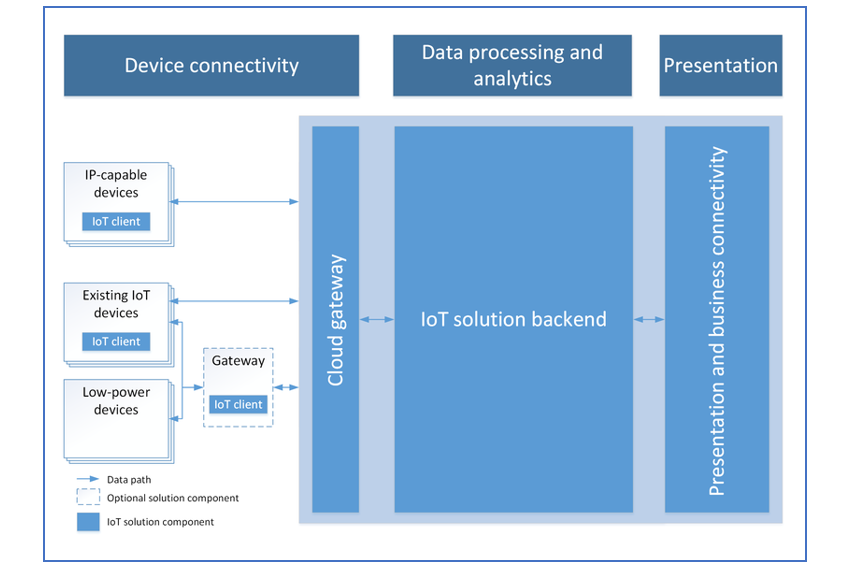 Device connectivity
Data processing and
analytics
Presentation
IP-capable
devices
IoT client
Existing IoT
devices
IoT client
Gateway
IoT client
Low-power
devices
Cloud gateway
IoT solution backend
Presentation and business connectivity
Data path
Optional solution component
IoT solution component